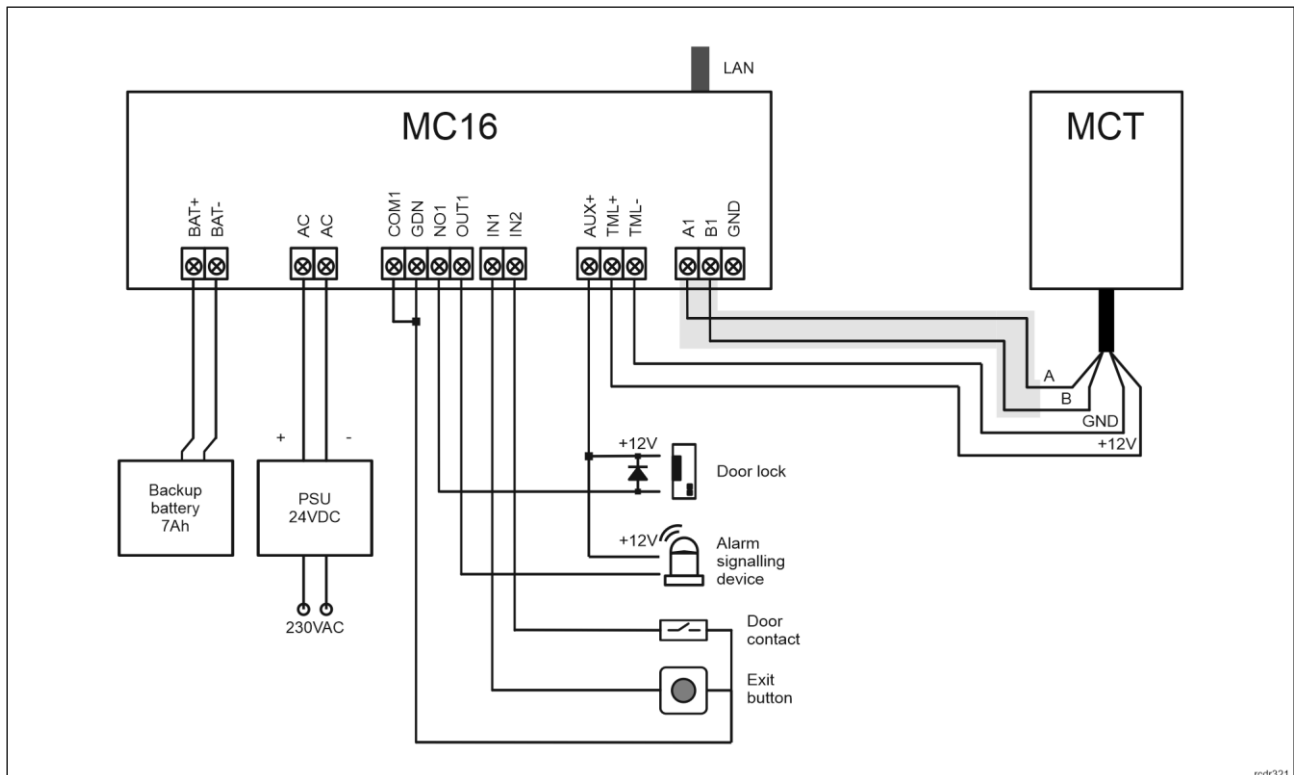 LAN
MC16
MCT
BAT+
BAT-
AC
AC
COM1
GDN
NO1
OUT1
IN1
IN2
AUX+
TML+
TML-
A1
B1
GND
A
B
GND
+12V
+ -
Backup
battery
7Ah
PSU
24VDC
230VAC
+12V
Door lock
+12V
Alarm
signalling
device
Door
contact
Exit
button
rcdr321